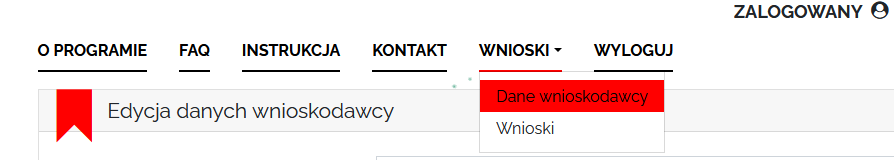 ZALOGOWANY
O PROGRAMIE FAQ INSTRUKCJA KONTAKT WNIOSKI WYLOGUJ
Dane wnioskodawcy
Edycja danych wnioskodawcy
Wnioski